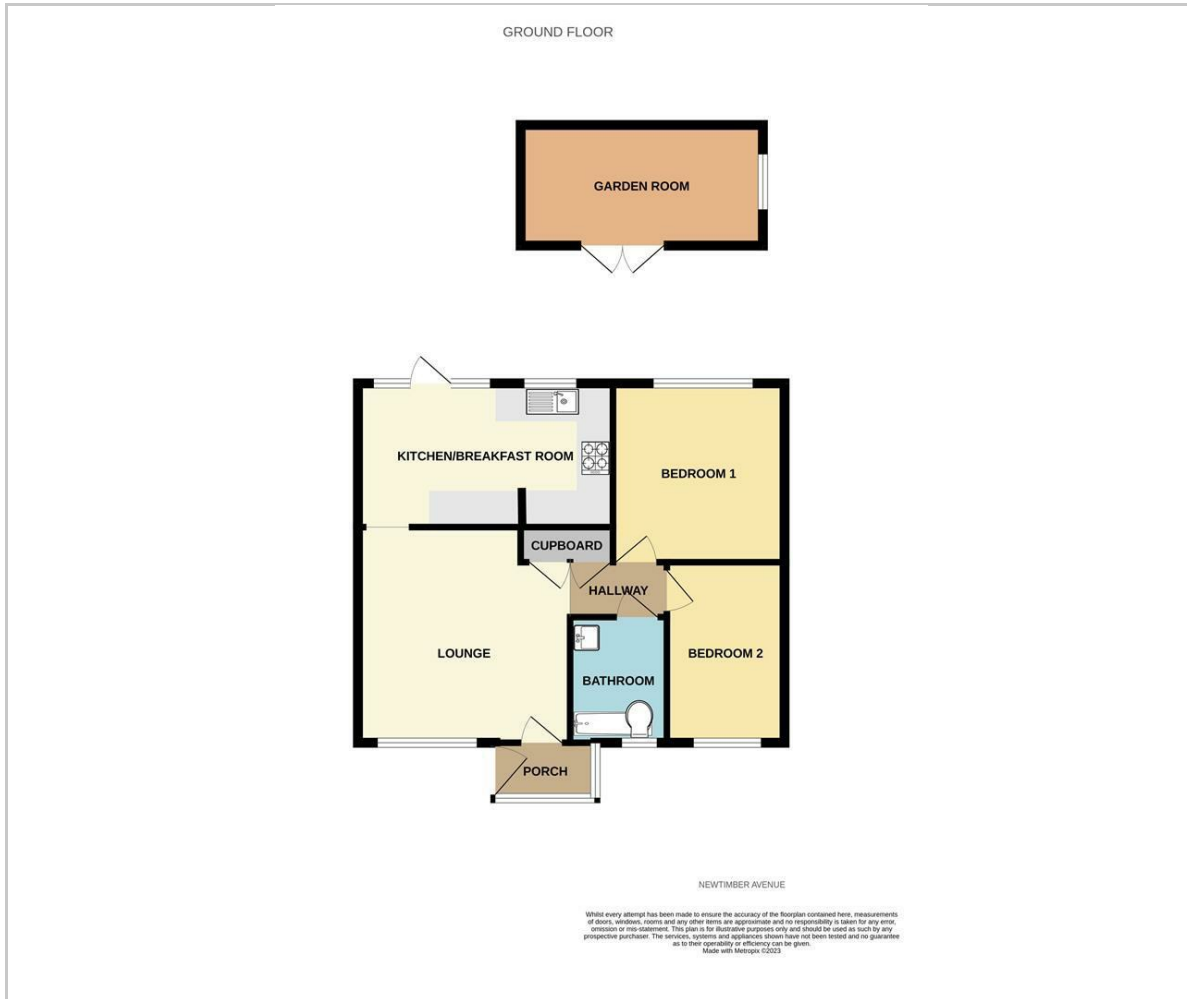 GROUND FLOOR
GARDEN ROOM
KITCHEN/BREAKFAST ROOM
BEDROOM 1
CUPBOARD
HALLWAY
LOUNGE
BEDROOM 2
BATHROOM
PORCH
NEWTIMBER AVENUE
Whilst every attempt has been made to ensure the accuracy of the floorplan contained here, measurements
of doors, windows, rooms and any other items are approximate and no responsibility is taken for any error,
omission or mis-statement. This plan is for illustrative purposes only and should be used as such by any
prospective purchaser. The services, systems and appliances shown have not been tested and no guarantee
as to their operability or efficiency can be given.
Made with Metropix ©2023